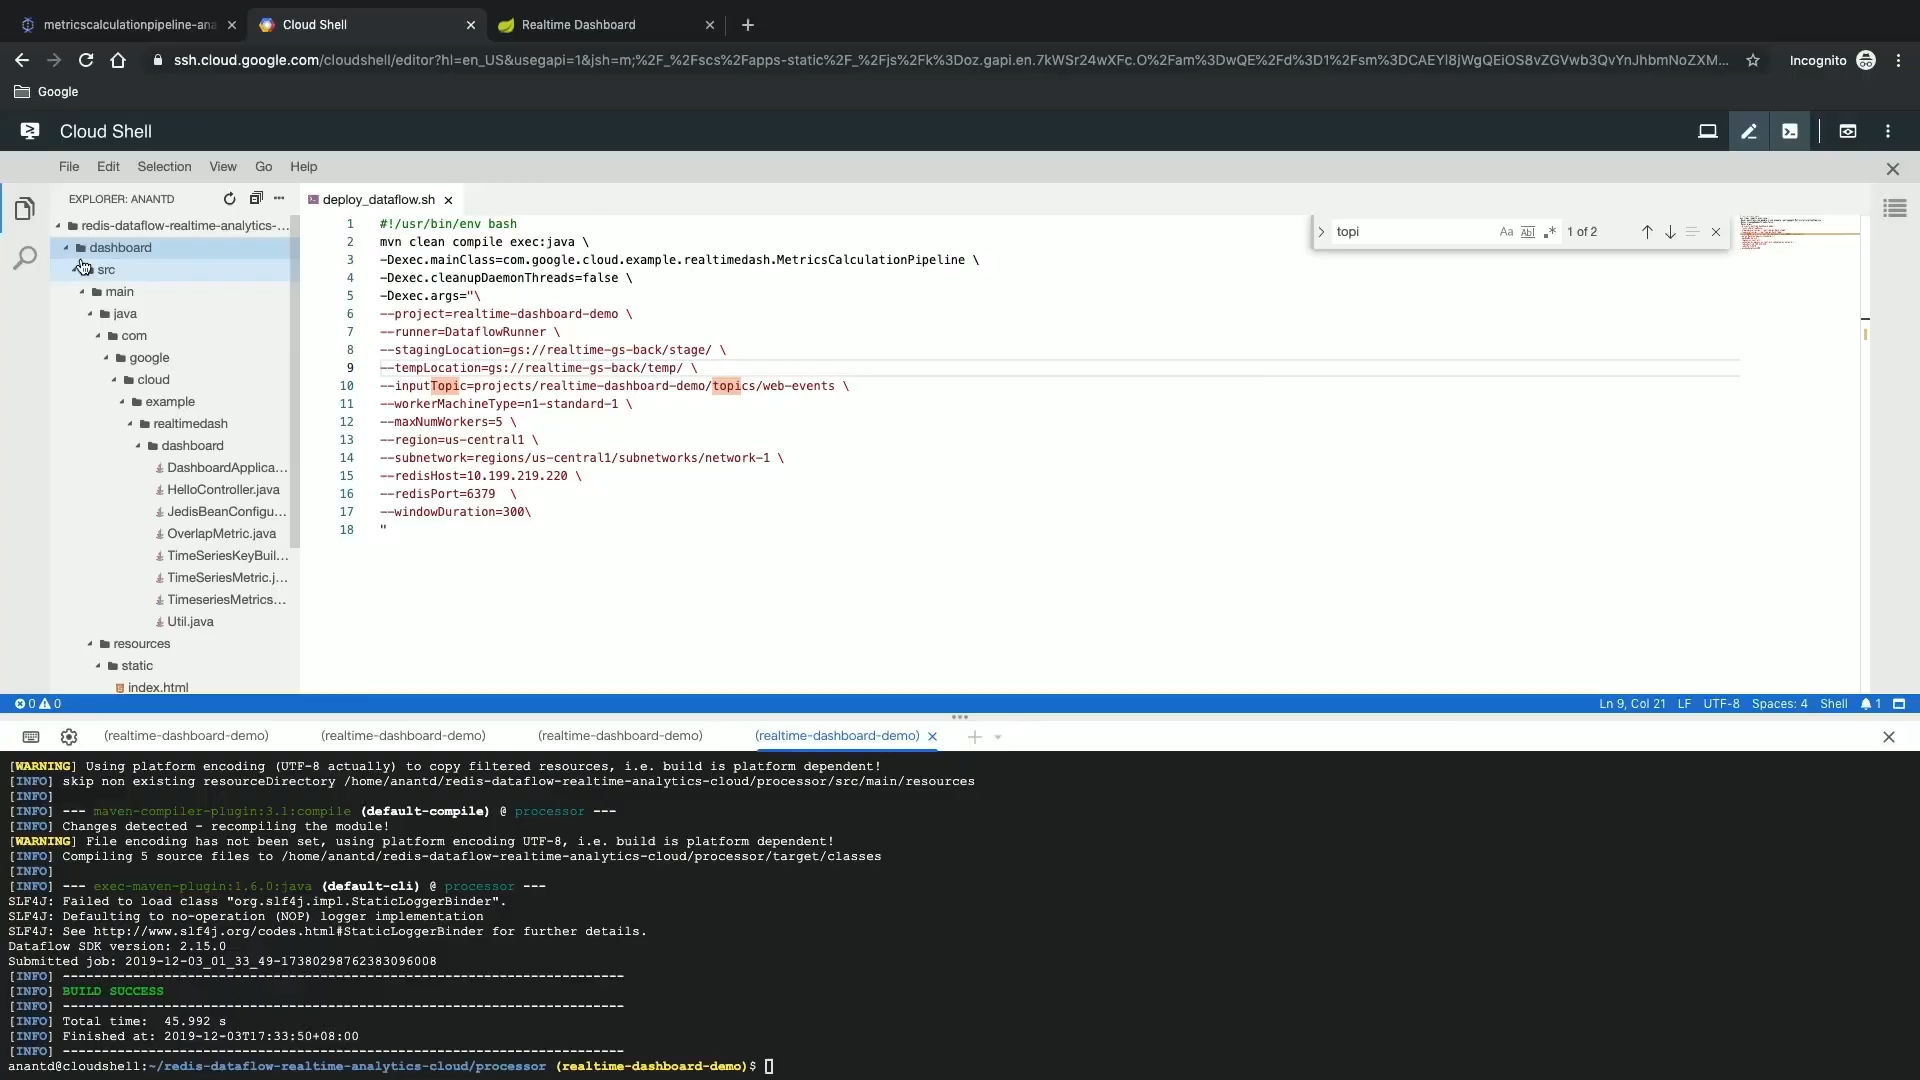 metricscalculationpipeline-ana
Cloud Shell
Realtime Dashboard
ssh.cloud.google.com/cloudshell/editor?hl=en_US&usegapi=1&jsh=m;%2F_%2Fscs%2Fapps-static%2F_%2Fjs%2Fk%3Doz.gapi.en.7kWSr24wXFc.O%2Fam%3DwQE%2Fd%3D1%2Fsm%3DCAEYl8jWgQEiOS8vZGVwb3QvYnJhbmNoZXM...
Incognito
Google
Cloud Shell
File Edit Selection View Go Help
EXPLORER: ANANTD
redis-dataflow-realtime-analytics-...
dashboard
src
main
java
com
google
cloud
example
realtimedash
dashboard
DashboardApplica...
HelloController.java
JedisBeanConfigu...
OverlapMetric.java
TimeSeriesKeyBuil...
TimeSeriesMetric.j...
TimeseriesMetrics...
Util.java
resources
static
index.html
deploy_dataflow.sh
topi
Aa Abl .* 1 of 2
1 #!/usr/bin/env bash
2 mvn clean compile exec:java \
3 -Dexec.mainClass=com.google.cloud.example.realtimedash.MetricsCalculationPipeline \
4 -Dexec.cleanupDaemonThreads=false \
5 -Dexec.args="\
6 --project=realtime-dashboard-demo \
7 --runner=DataflowRunner \
8 --stagingLocation=gs://realtime-gs-back/stage/ \
9 --tempLocation=gs://realtime-gs-back/temp/ \
10 --inputTopic=projects/realtime-dashboard-demo/topics/web-events \
11 --workerMachineType=n1-standard-1 \
12 --maxNumWorkers=5 \
13 --region=us-central1 \
14 --subnetwork=regions/us-central1/subnetworks/network-1 \
15 --redisHost=10.199.219.220 \
16 --redisPort=6379  \
17 --windowDuration=300\
18 "
0 0
Ln 9, Col 21 LF UTF-8 Spaces: 4 Shell 1
(realtime-dashboard-demo) (realtime-dashboard-demo) (realtime-dashboard-demo) (realtime-dashboard-demo)
[WARNING] Using platform encoding (UTF-8 actually) to copy filtered resources, i.e. build is platform dependent!
[INFO] skip non existing resourceDirectory /home/anantd/redis-dataflow-realtime-analytics-cloud/processor/src/main/resources
[INFO]
[INFO] --- maven-compiler-plugin:3.1:compile (default-compile) @ processor ---
[INFO] Changes detected - recompiling the module!
[WARNING] File encoding has not been set, using platform encoding UTF-8, i.e. build is platform dependent!
[INFO] Compiling 5 source files to /home/anantd/redis-dataflow-realtime-analytics-cloud/processor/target/classes
[INFO]
[INFO] --- exec-maven-plugin:1.6.0:java (default-cli) @ processor ---
SLF4J: Failed to load class "org.slf4j.impl.StaticLoggerBinder".
SLF4J: Defaulting to no-operation (NOP) logger implementation
SLF4J: See http://www.slf4j.org/codes.html#StaticLoggerBinder for further details.
Dataflow SDK version: 2.15.0
Submitted job: 2019-12-03_01_33_49-17380298762383096008
[INFO] ------------------------------------------------------------------------
[INFO] BUILD SUCCESS
[INFO] ------------------------------------------------------------------------
[INFO] Total time:  45.992 s
[INFO] Finished at: 2019-12-03T17:33:50+08:00
[INFO] ------------------------------------------------------------------------
anantd@cloudshell:~/redis-dataflow-realtime-analytics-cloud/processor (realtime-dashboard-demo)$